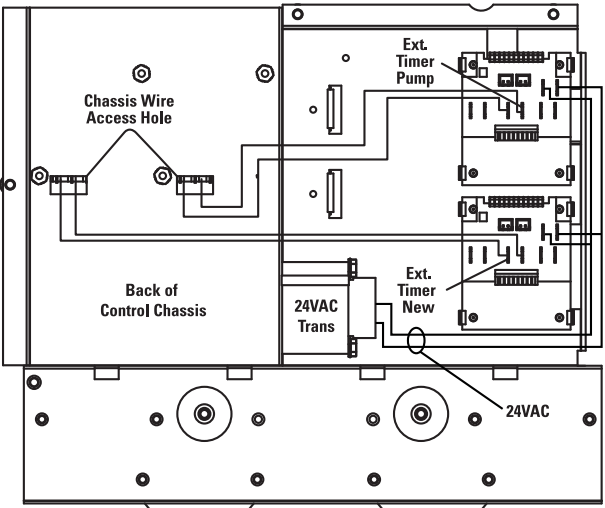 Ext.
Timer
Pump
Chassis Wire
Access Hole
Back of
Control Chassis
24VAC
Trans
Ext.
Timer
New
24VAC